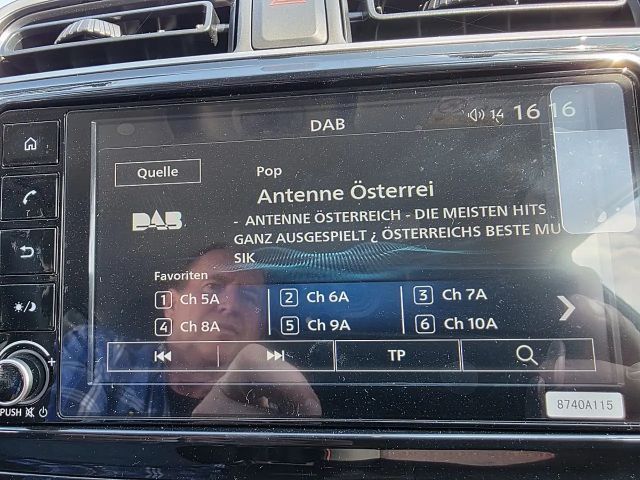 DAB
14 16 16
Quelle
Pop
Antenne Österrei
DAB
- ANTENNE ÖSTERREICH - DIE MEISTEN HITS
GANZ AUSGESPIELT ¿ ÖSTERREICHS BESTE MU
SIK
Favoriten
1 Ch 5A
2 Ch 6A
3 Ch 7A
4 Ch 8A
5 Ch 9A
6 Ch 10A
TP
8740A115
PUSH